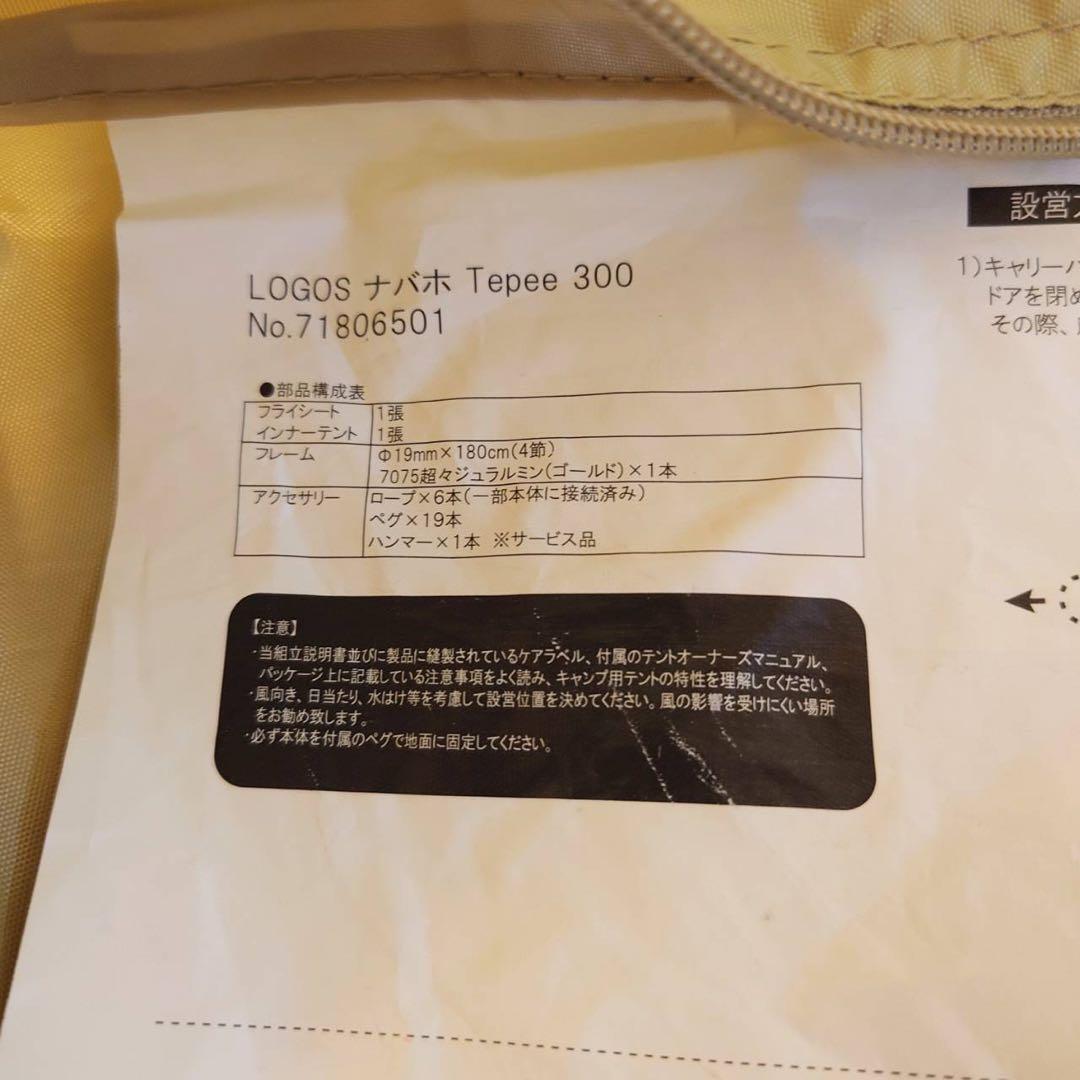 LOGOS ナバホ Tepee 300
No.71806501
●部品構成表
フライシート 1張
インナーテント 1張
フレーム Φ19mm×180cm(4節)
7075超々ジュラルミン(ゴールド)×1本
アクセサリー ロープ×6本(一部本体に接続済み)
ペグ×19本
ハンマー×1本 ※サービス品
【注意】
・当組立説明書並びに製品に縫製されているケアラベル、付属のテントオーナーズマニュアル、
パッケージ上に記載している注意事項をよく読み、キャンプ用テントの特性を理解してください。
・風向き、日当たり、水はけ等を考慮して設営位置を決めてください。風の影響を受けにくい場所
をお勧め致します。
・必ず本体を付属のペグで地面に固定してください。
設営
1)キャリー
ドアを閉め
その際、